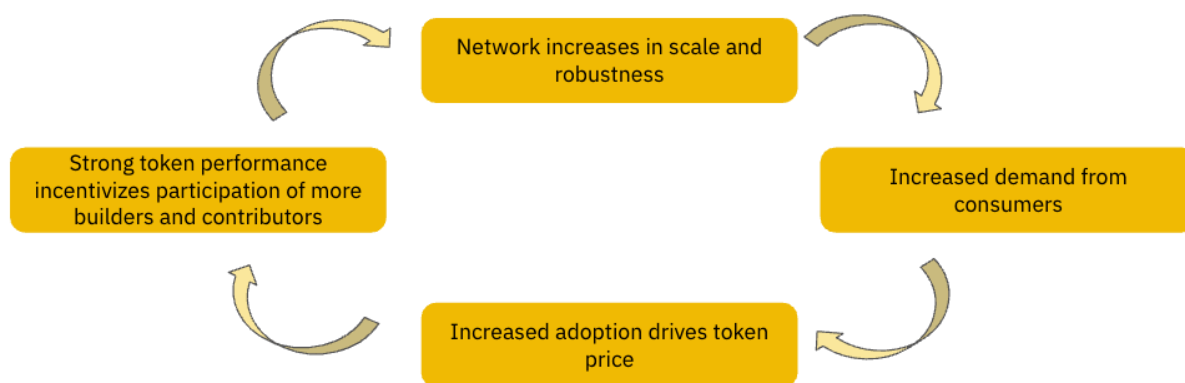 Network increases in scale and
robustness
Increased demand from
consumers
Increased adoption drives token
price
Strong token performance
incentivizes participation of more
builders and contributors